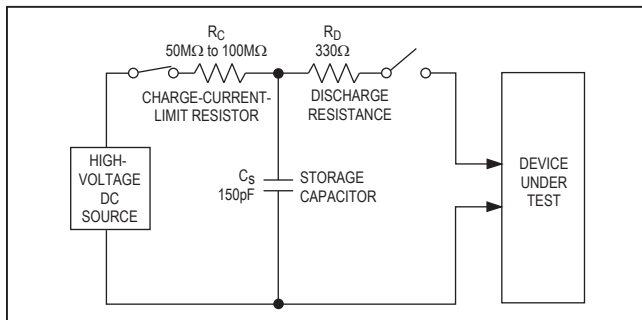 RC
50MΩ to 100MΩ
CHARGE-CURRENT-
LIMIT RESISTOR
RD
330Ω
DISCHARGE
RESISTANCE
HIGH-
VOLTAGE
DC
SOURCE
Cs
150pF
STORAGE
CAPACITOR
DEVICE
UNDER
TEST